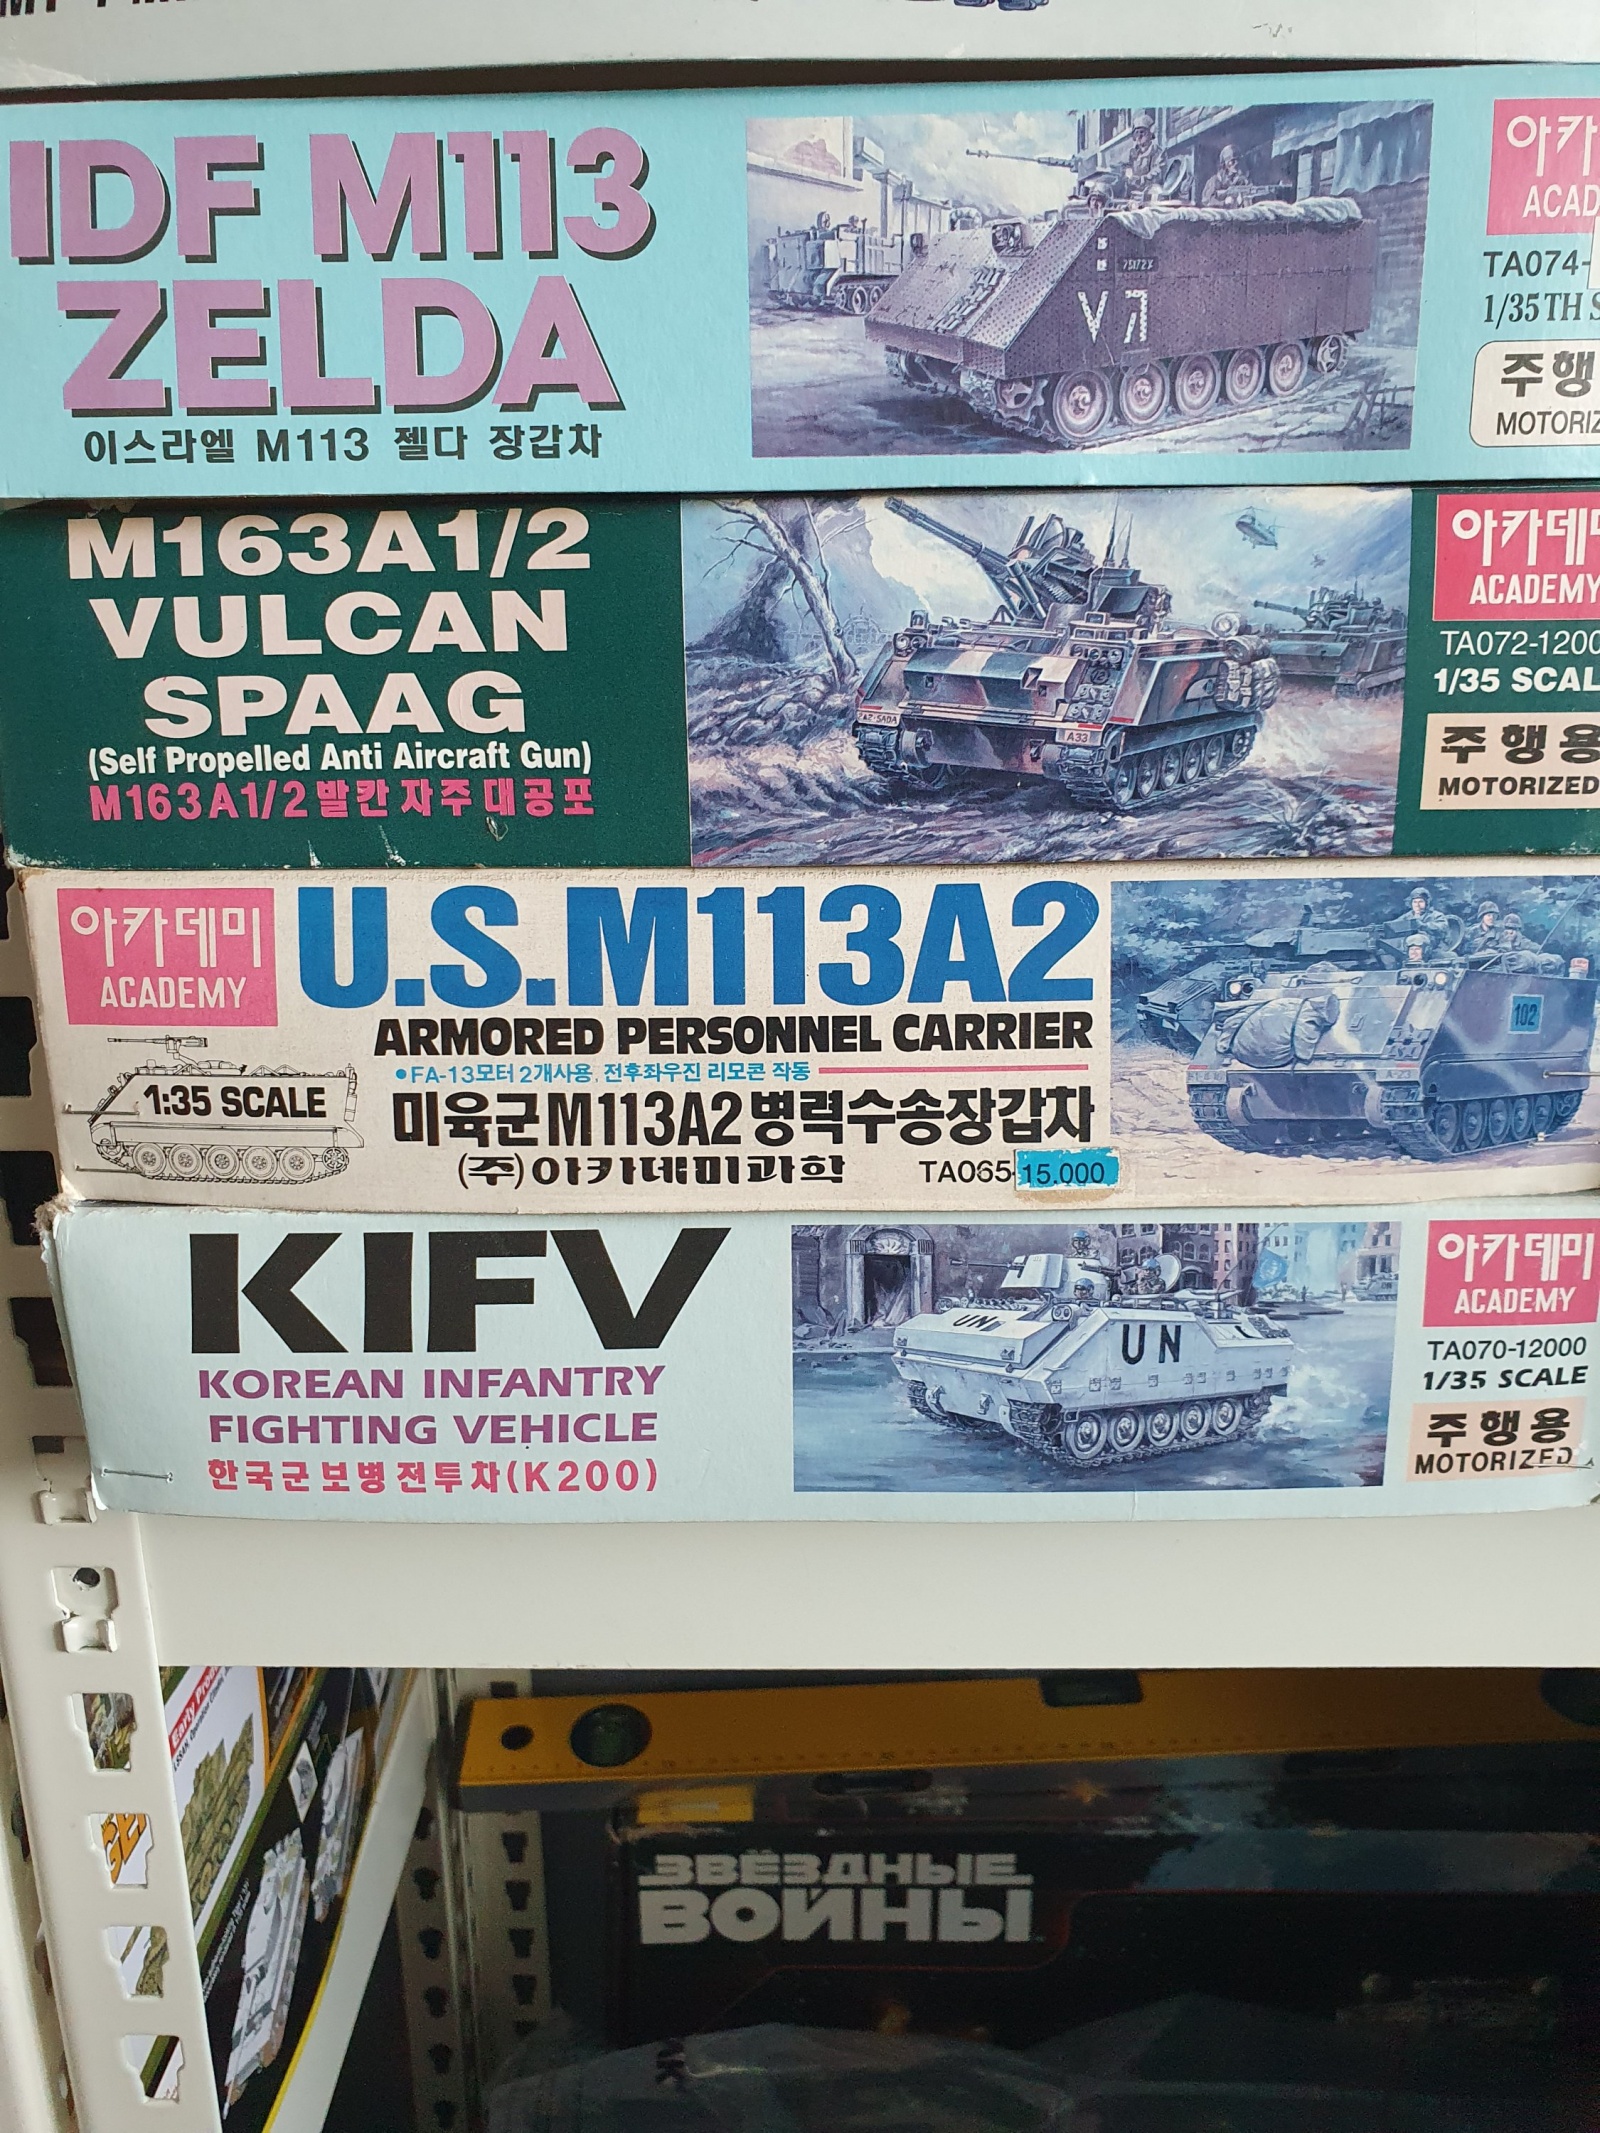 IDF M113
ZELDA
이스라엘 M113 젤다 장갑차
73172X
아카
ACAD
TA074-
1/35TH S
주행
MOTORIZ
M163A1/2
VULCAN
SPAAG
(Self Propelled Anti Aircraft Gun)
M163A1/2 발칸 자주 대공포
A33
아카데미
ACADEMY
TA072-1200
1/35 SCAL
주행용
MOTORIZED
아카데미
ACADEMY
1:35 SCALE
U.S.M113A2
ARMORED PERSONNEL CARRIER
•FA-13모터 2개사용, 전후좌우진 리모콘 작동
미육군M113A2병력수송장갑차
(주)아카데미과학
TA065-15.000
102
KIFV
KOREAN INFANTRY
FIGHTING VEHICLE
한국군보병전투차(K200)
UN
UN
아카데미
ACADEMY
TA070-12000
1/35 SCALE
주행용
MOTORIZED
Early Produ
ЗВЁЗДНЫЕ
ВОЙНЫ